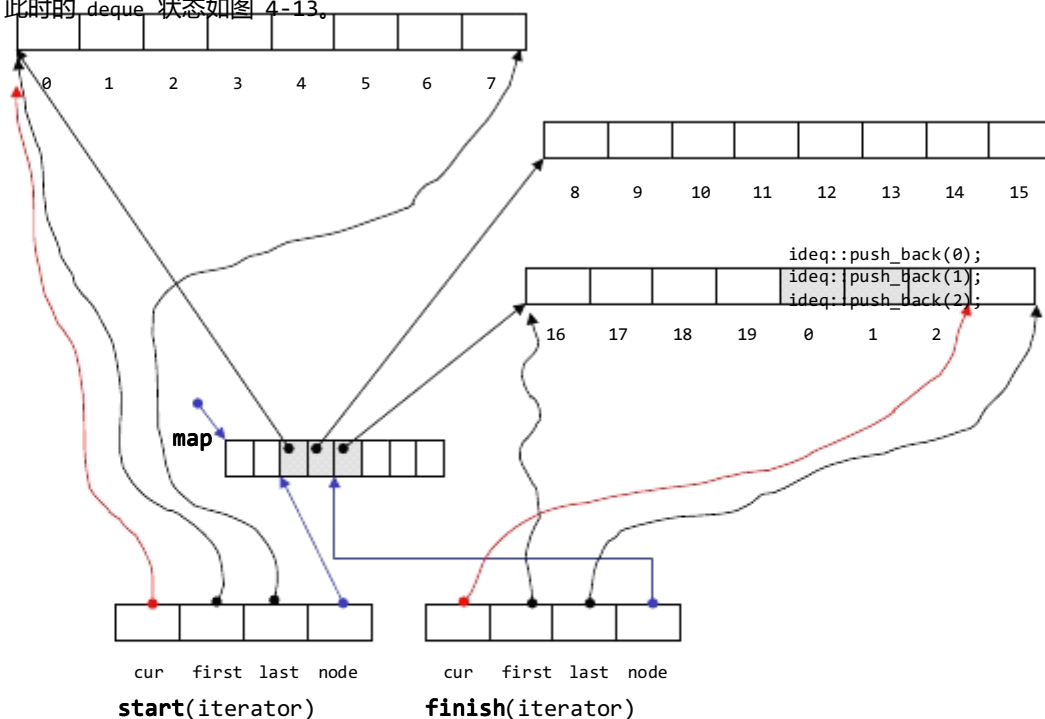 此时的 deque 状态如图 4-13。
0 1 2 3 4 5 6 7
8 9 10 11 12 13 14 15
ideq::push_back(0);
ideq::push_back(1);
ideq::push_back(2);
16 17 18 19 0 1 2
map
cur first last node
cur first last node
start(iterator)
finish(iterator)